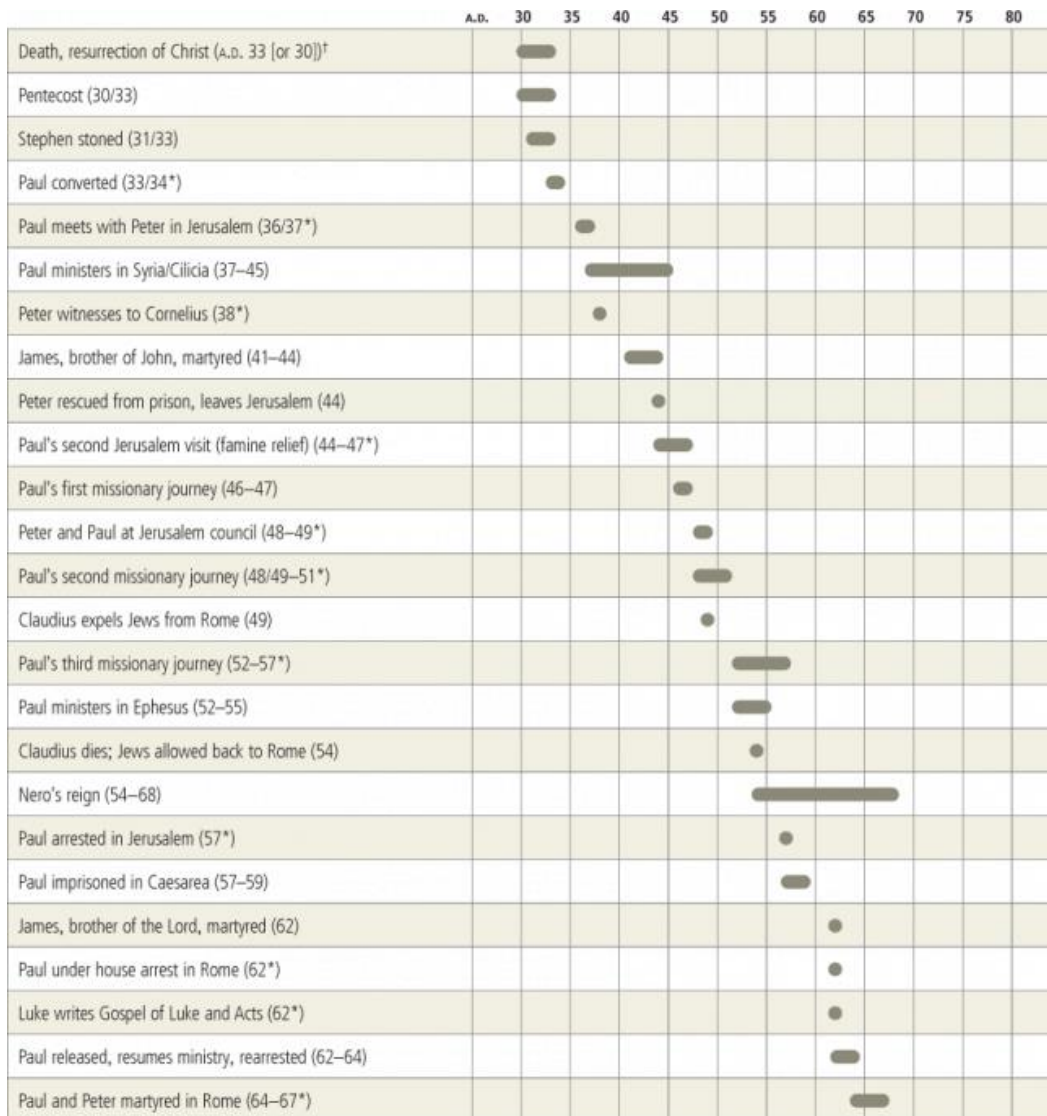 A.D. 30 35 40 45 50 55 60 65 70 75 80
Death, resurrection of Christ (A.D. 33 [or 30])†
Pentecost (30/33)
Stephen stoned (31/33)
Paul converted (33/34*)
Paul meets with Peter in Jerusalem (36/37*)
Paul ministers in Syria/Cilicia (37–45)
Peter witnesses to Cornelius (38*)
James, brother of John, martyred (41–44)
Peter rescued from prison, leaves Jerusalem (44)
Paul's second Jerusalem visit (famine relief) (44–47*)
Paul's first missionary journey (46–47)
Peter and Paul at Jerusalem council (48–49*)
Paul's second missionary journey (48/49–51*)
Claudius expels Jews from Rome (49)
Paul's third missionary journey (52–57*)
Paul ministers in Ephesus (52–55)
Claudius dies; Jews allowed back to Rome (54)
Nero's reign (54–68)
Paul arrested in Jerusalem (57*)
Paul imprisoned in Caesarea (57–59)
James, brother of the Lord, martyred (62)
Paul under house arrest in Rome (62*)
Luke writes Gospel of Luke and Acts (62*)
Paul released, resumes ministry, rearrested (62–64)
Paul and Peter martyred in Rome (64–67*)